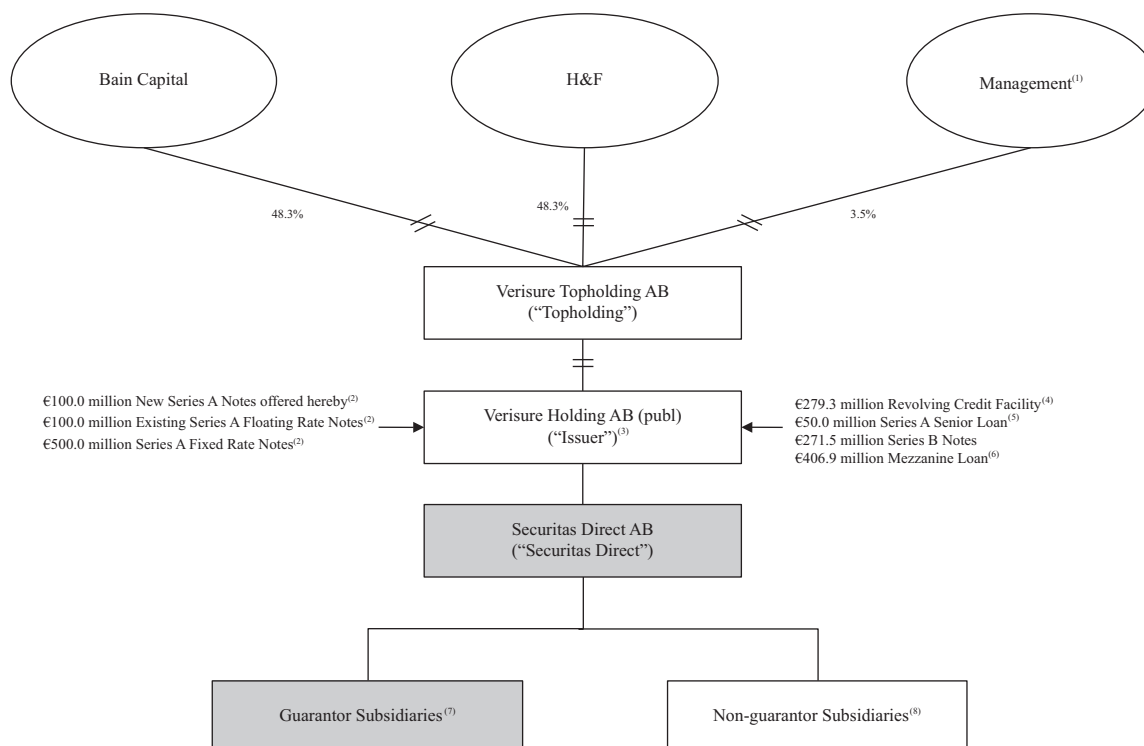 Bain Capital
H&F
Management(1)
48.3%
48.3%
3.5%
Verisure Topholding AB
(“Topholding”)
€100.0 million New Series A Notes offered hereby(2)
€100.0 million Existing Series A Floating Rate Notes(2)
€500.0 million Series A Fixed Rate Notes(2)
Verisure Holding AB (publ)
(“Issuer”)(3)
€279.3 million Revolving Credit Facility(4)
€50.0 million Series A Senior Loan(5)
€271.5 million Series B Notes
€406.9 million Mezzanine Loan(6)
Securitas Direct AB
(“Securitas Direct”)
Guarantor Subsidiaries(7)
Non-guarantor Subsidiaries(8)